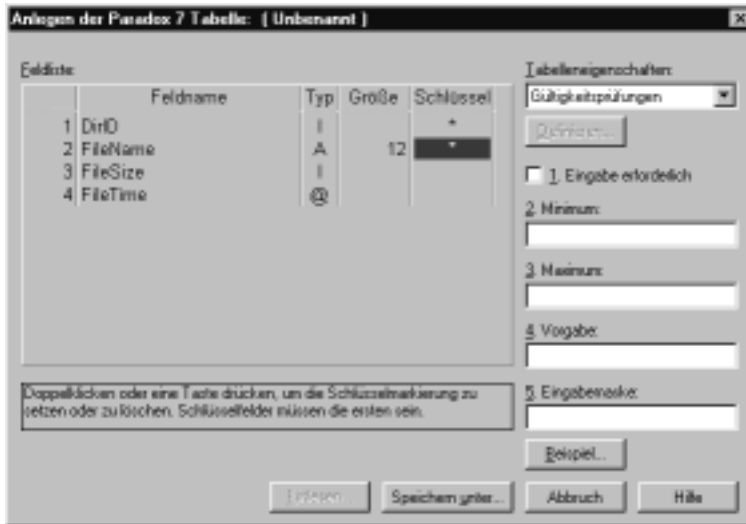 Anlegen der Paradox 7 Tabelle: ( Unbenannt )
Feldliste:
Feldname Typ Größe Schlüssel
1 DirID I *
2 FileName A 12 *
3 FileSize I
4 FileTime @
Doppelklicken oder eine Taste drücken, um die Schlüsselmarkierung zu
setzen oder zu löschen. Schlüsselfelder müssen die ersten sein.
Tabelleneigenschaften:
Gültigkeitsprüfungen
Definieren...
1. Eingabe erforderlich
2. Minimum:
3. Maximum:
4. Vorgabe:
5. Eingabemaske:
Beispiel...
Einlesen... Speichern unter... Abbruch Hilfe